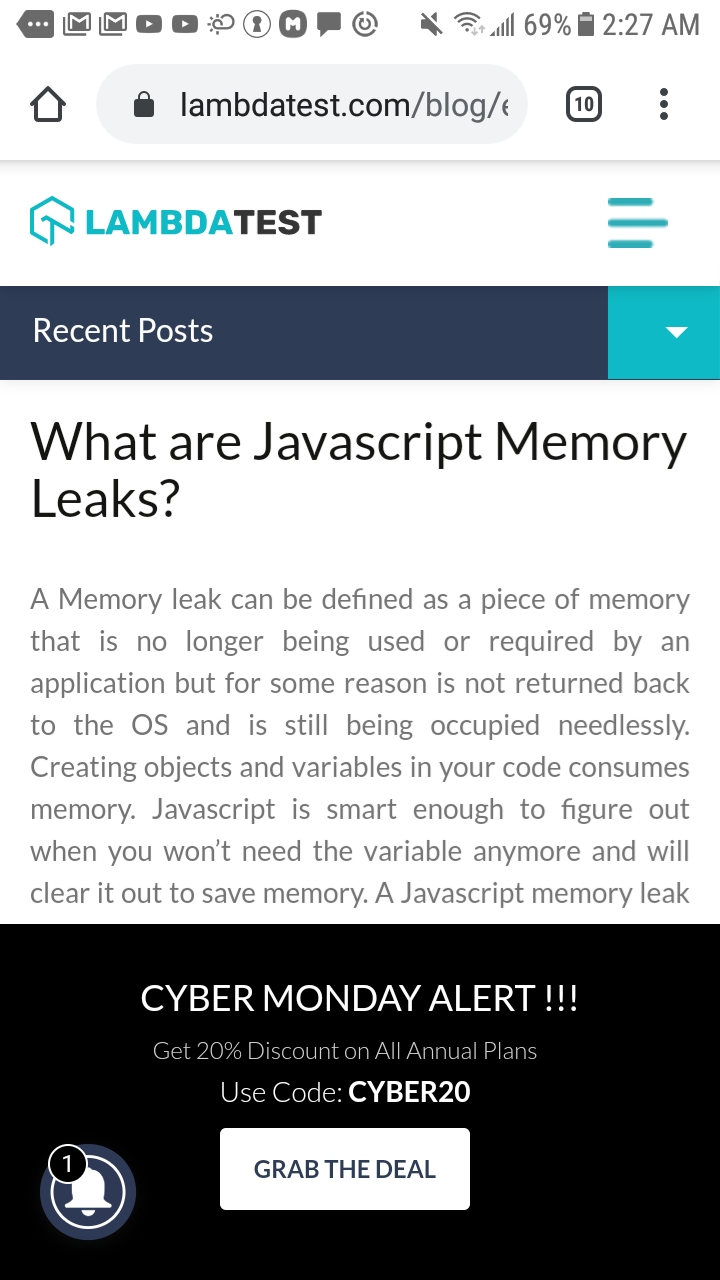 69% 2:27 AM
lambdatest.com/blog/
10
LAMBDATEST
Recent Posts
What are Javascript Memory
Leaks?
A Memory leak can be defined as a piece of memory
that is no longer being used or required by an
application but for some reason is not returned back
to the OS and is still being occupied needlessly.
Creating objects and variables in your code consumes
memory. Javascript is smart enough to figure out
when you won’t need the variable anymore and will
clear it out to save memory. A Javascript memory leak
CYBER MONDAY ALERT !!!
Get 20% Discount on All Annual Plans
Use Code: CYBER20
GRAB THE DEAL
1